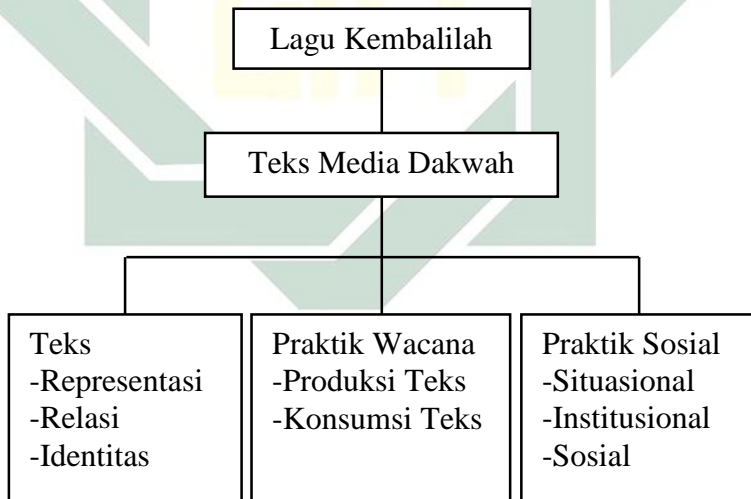 Lagu Kembalilah
Teks Media Dakwah
Teks
-Representasi
-Relasi
-Identitas
Praktik Wacana
-Produksi Teks
-Konsumsi Teks
Praktik Sosial
-Situasional
-Institusional
-Sosial